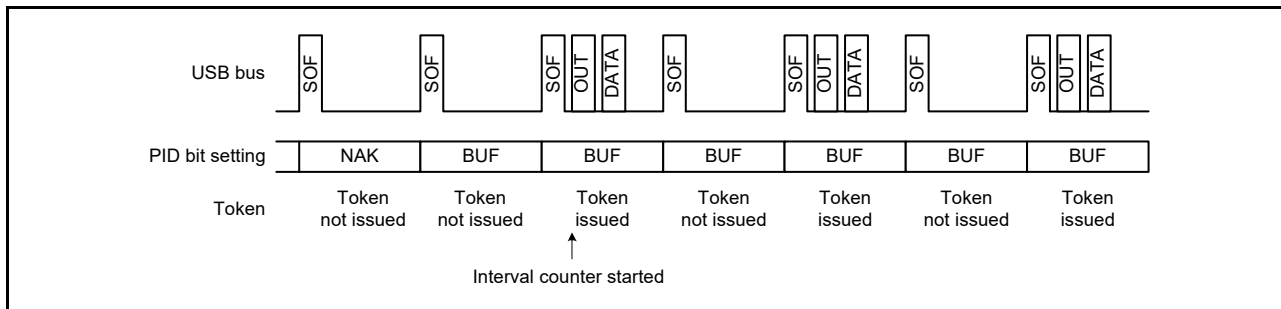 USB bus SOF SOF SOF OUT DATA SOF SOF OUT DATA SOF SOF OUT DATA
PID bit setting NAK BUF BUF BUF BUF BUF BUF
Token Token Token Token Token Token Token Token
not issued not issued issued not issued issued not issued issued
Interval counter started